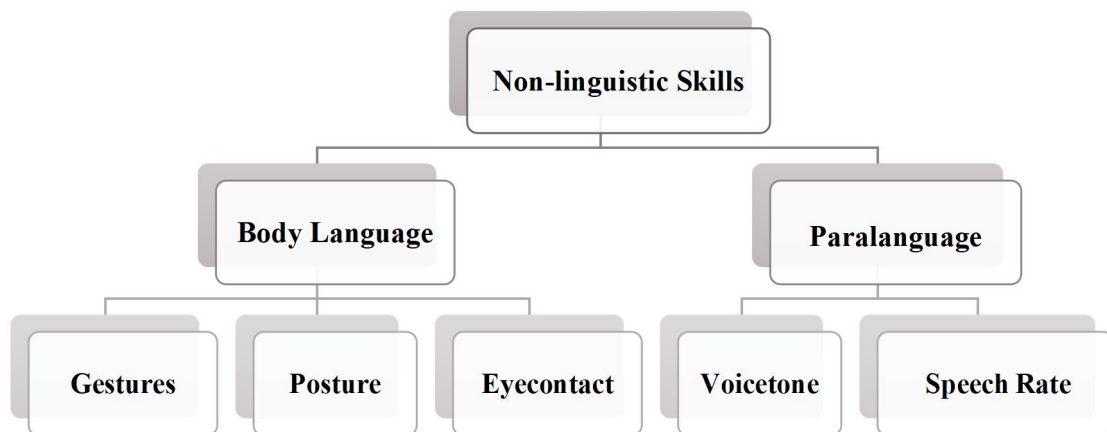 Non-linguistic Skills
Body Language
Paralanguage
Gestures
Posture
Eyecontact
Voicetone
Speech Rate